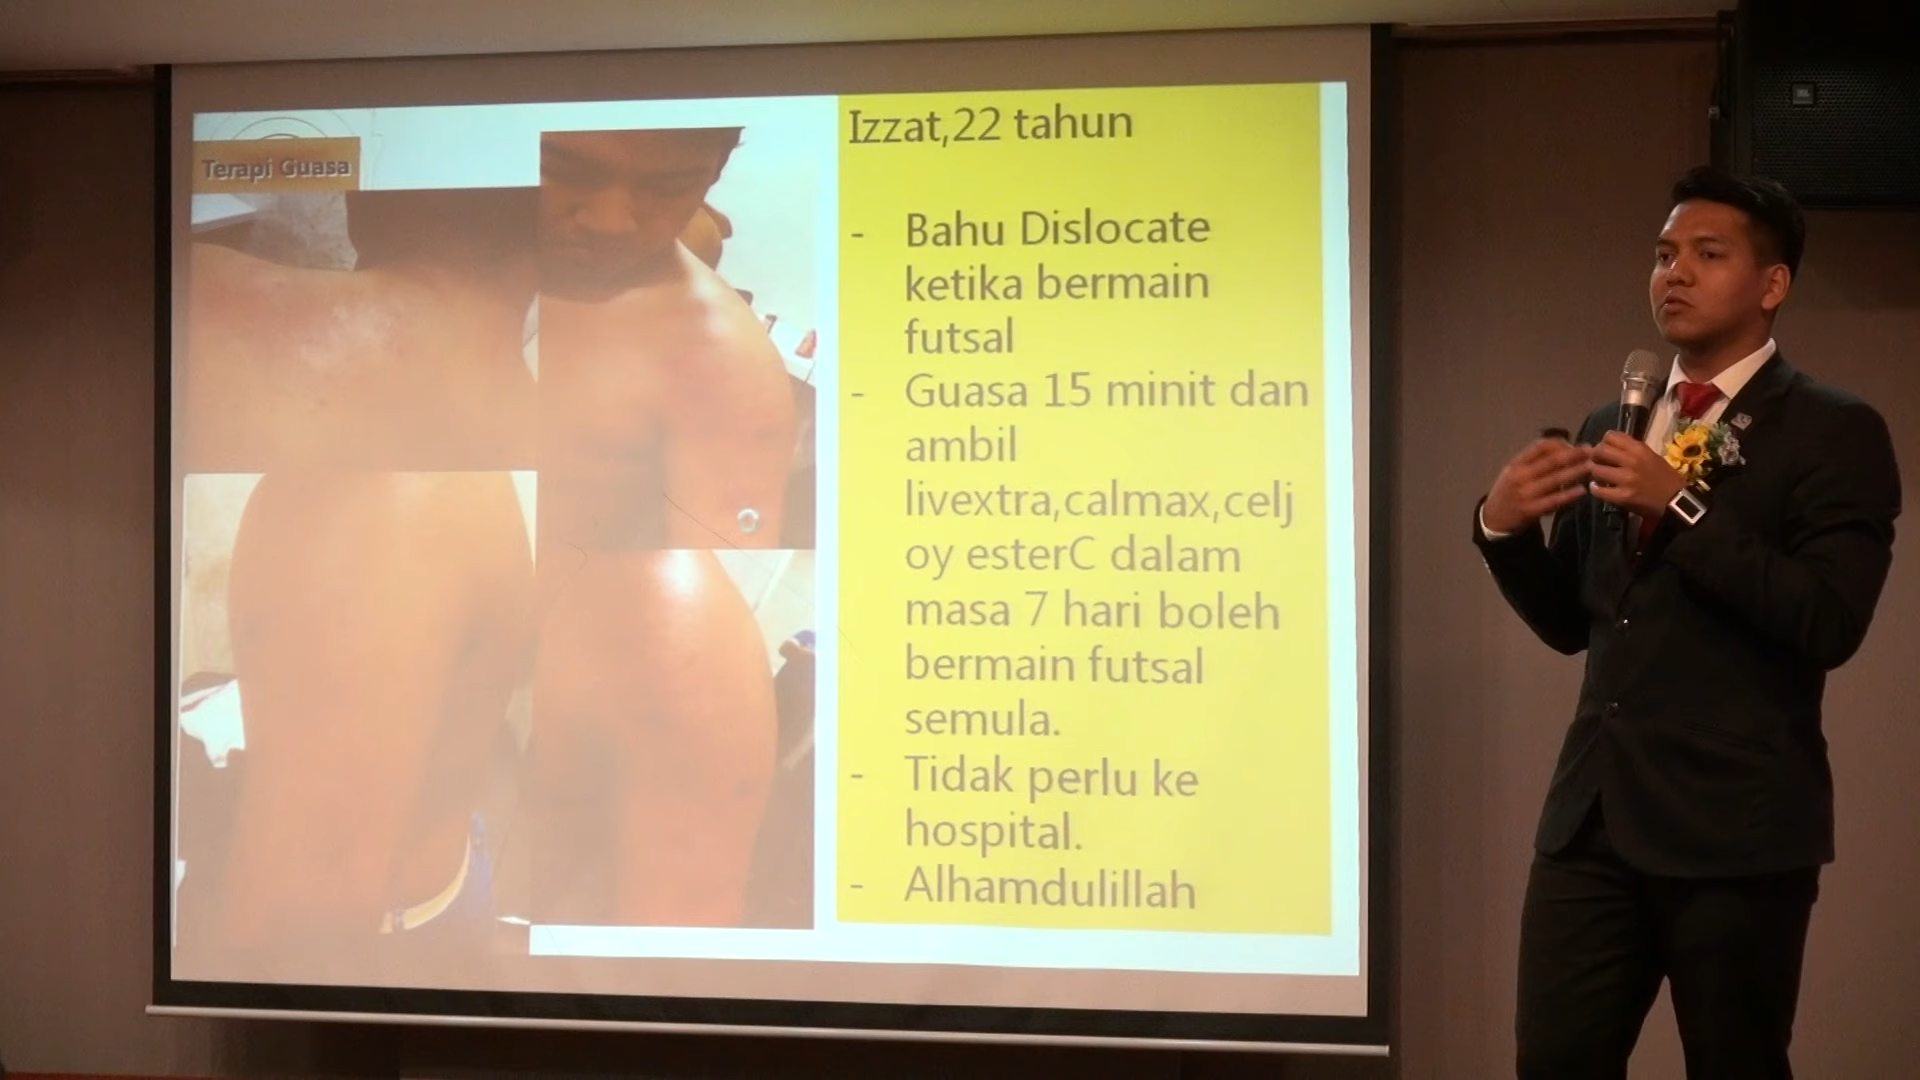 Terapi Guasa
Izzat,22 tahun
- Bahu Dislocate
ketika bermain
futsal
- Guasa 15 minit dan
ambil
livextra,calmax,celj
oy esterC dalam
masa 7 hari boleh
bermain futsal
semula.
- Tidak perlu ke
hospital.
- Alhamdulillah
JBL